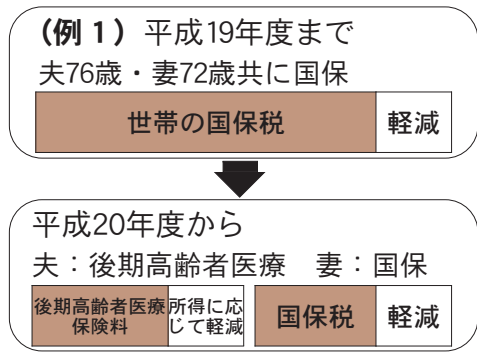 （例１）平成19年度まで
夫76歳・妻72歳共に国保
世帯の国保税 軽減
平成20年度から
夫：後期高齢者医療　妻：国保
後期高齢者医療保険料
所得に応じて軽減
国保税 軽減